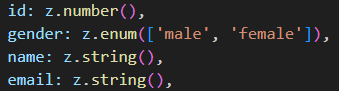 id: z.number(),
gender: z.enum(['male', 'female']),
name: z.string(),
email: z.string(),